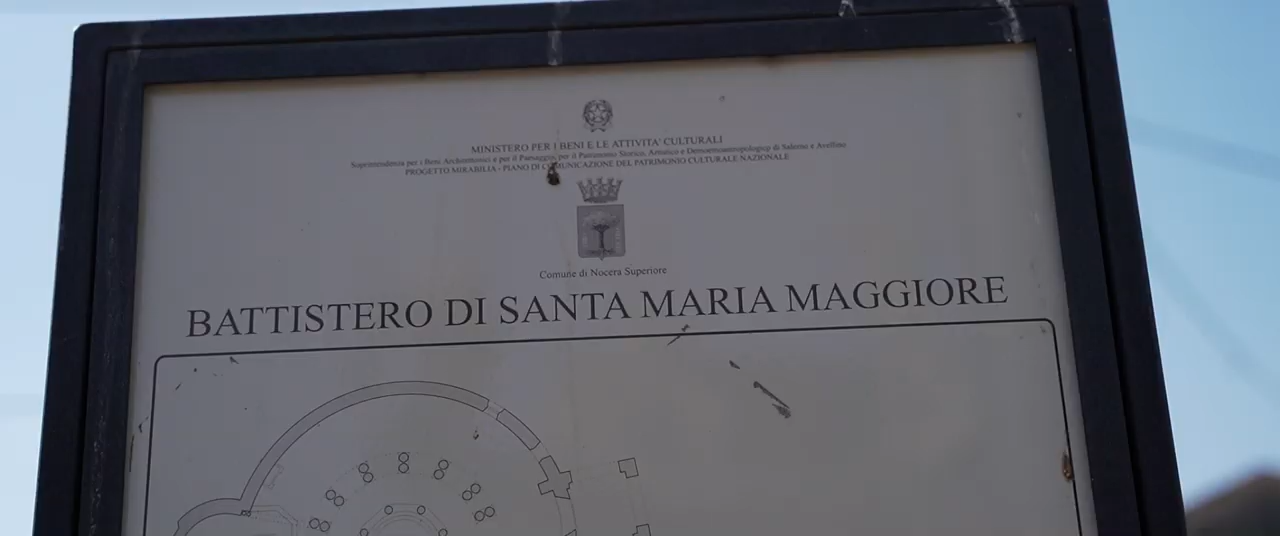 MINISTERO PER I BENI E LE ATTIVITA' CULTURALI
Soprintendenza per i Beni Architettonici e per il Paesaggio, per il Patrimonio Storico, Artistico e Demoetnoantropologico di Salerno e Avellino
PROGETTO MIRABILIA - PIANO DI COMUNICAZIONE DEL PATRIMONIO CULTURALE NAZIONALE
Comune di Nocera Superiore
BATTISTERO DI SANTA MARIA MAGGIORE